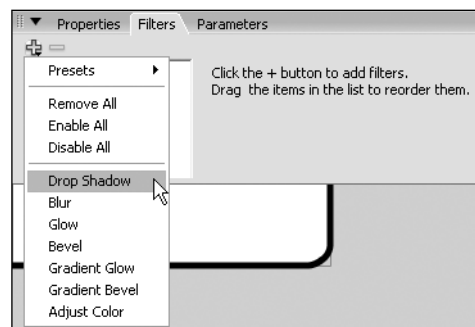 Properties Filters Parameters
Presets
Remove All
Enable All
Disable All
Drop Shadow
Blur
Glow
Bevel
Gradient Glow
Gradient Bevel
Adjust Color
Click the + button to add filters.
Drag the items in the list to reorder them.